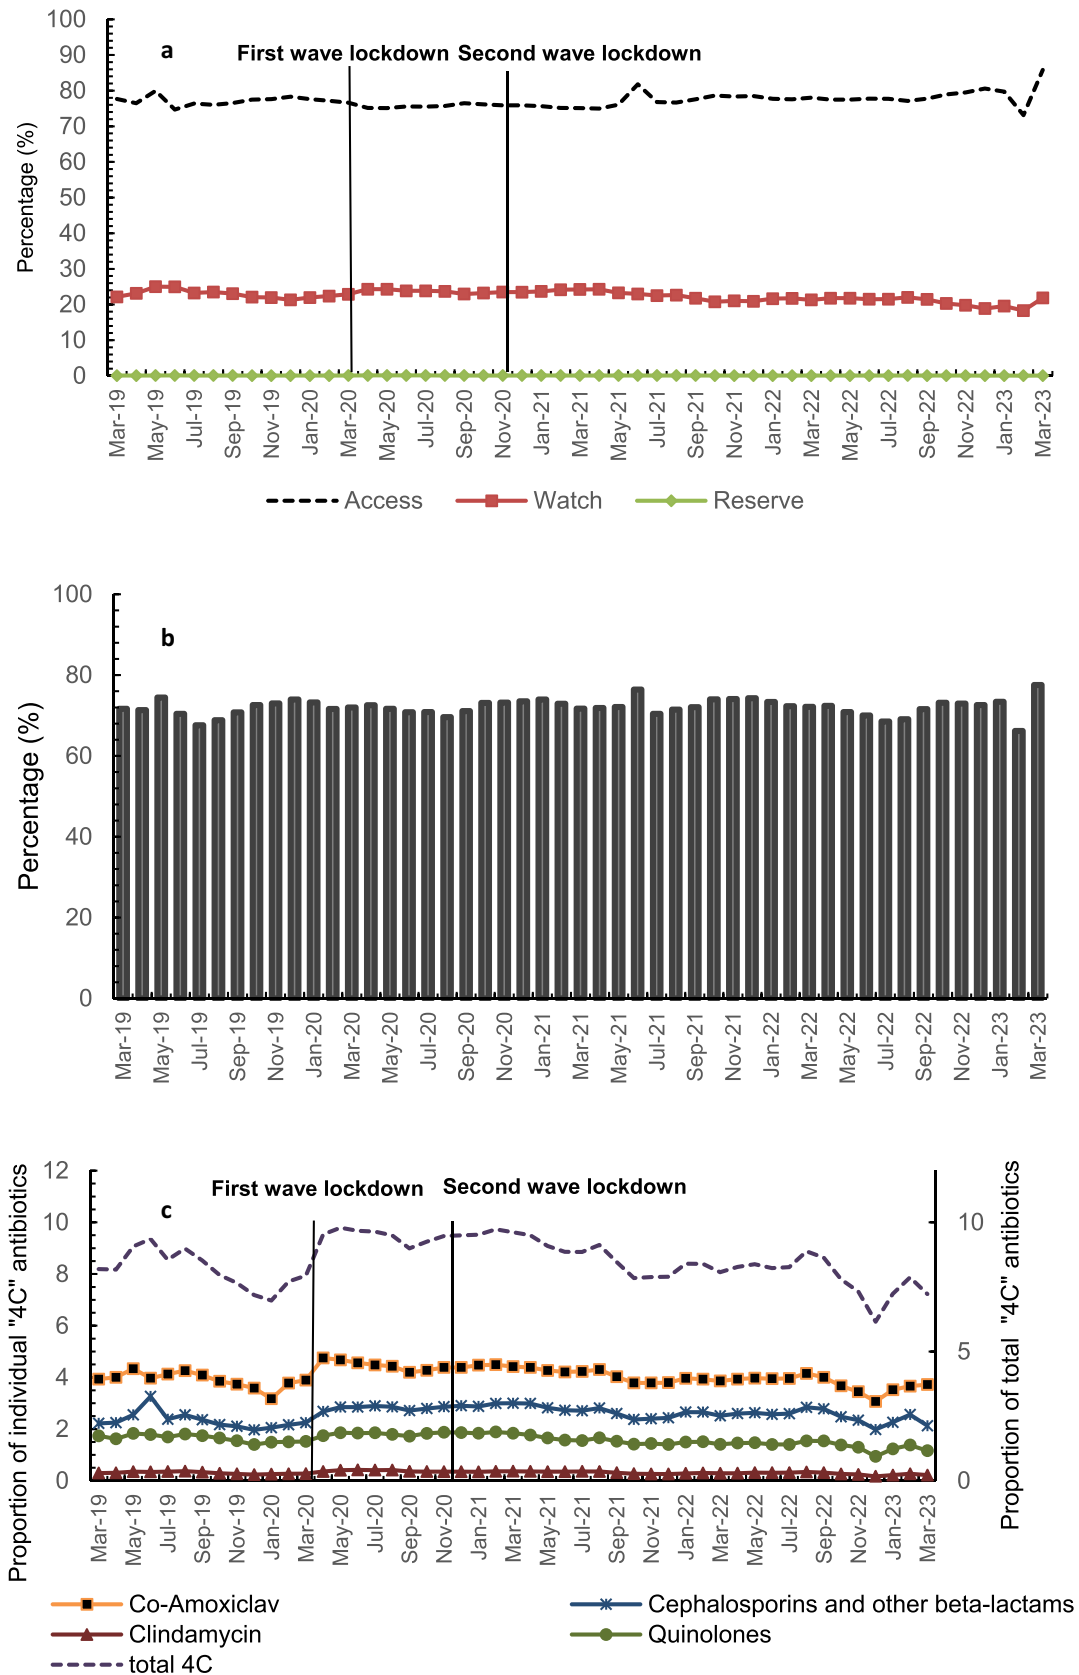 100
90
80
70
60
50
40
30
20
10
0
Percentage (%)
a
First wave lockdown
Second wave lockdown
Mar-19
May-19
Jul-19
Sep-19
Nov-19
Jan-20
Mar-20
May-20
Jul-20
Sep-20
Nov-20
Jan-21
Mar-21
May-21
Jul-21
Sep-21
Nov-21
Jan-22
Mar-22
May-22
Jul-22
Sep-22
Nov-22
Jan-23
Mar-23
Access
Watch
Reserve
100
80
60
40
20
0
Percentage (%)
b
Mar-19
May-19
Jul-19
Sep-19
Nov-19
Jan-20
Mar-20
May-20
Jul-20
Sep-20
Nov-20
Jan-21
Mar-21
May-21
Jul-21
Sep-21
Nov-21
Jan-22
Mar-22
May-22
Jul-22
Sep-22
Nov-22
Jan-23
Mar-23
Proportion of individual "4C" antibiotics
12
10
8
6
4
2
0
c
First wave lockdown
Second wave lockdown
10
5
0
Proportion of total "4C" antibiotics
Mar-19
May-19
Jul-19
Sep-19
Nov-19
Jan-20
Mar-20
May-20
Jul-20
Sep-20
Nov-20
Jan-21
Mar-21
May-21
Jul-21
Sep-21
Nov-21
Jan-22
Mar-22
May-22
Jul-22
Sep-22
Nov-22
Jan-23
Mar-23
Co-Amoxiclav
Cephalosporins and other beta-lactams
Clindamycin
Quinolones
total 4C